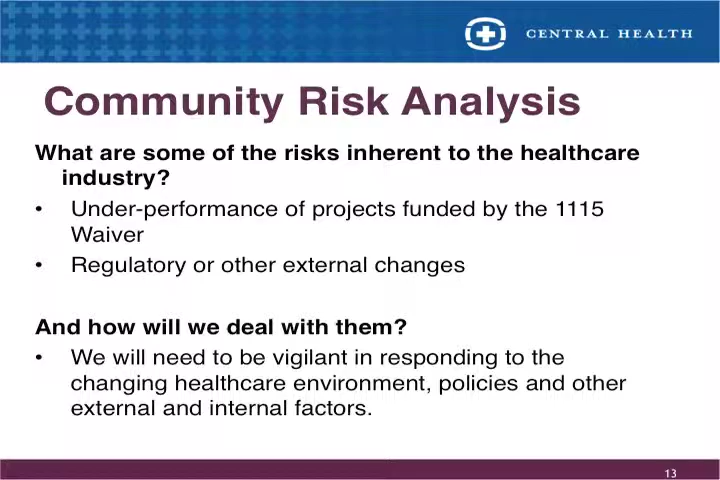 CENTRAL HEALTH
Community Risk Analysis
What are some of the risks inherent to the healthcare
industry?
• Under-performance of projects funded by the 1115
Waiver
• Regulatory or other external changes
And how will we deal with them?
• We will need to be vigilant in responding to the
changing healthcare environment, policies and other
external and internal factors.
13